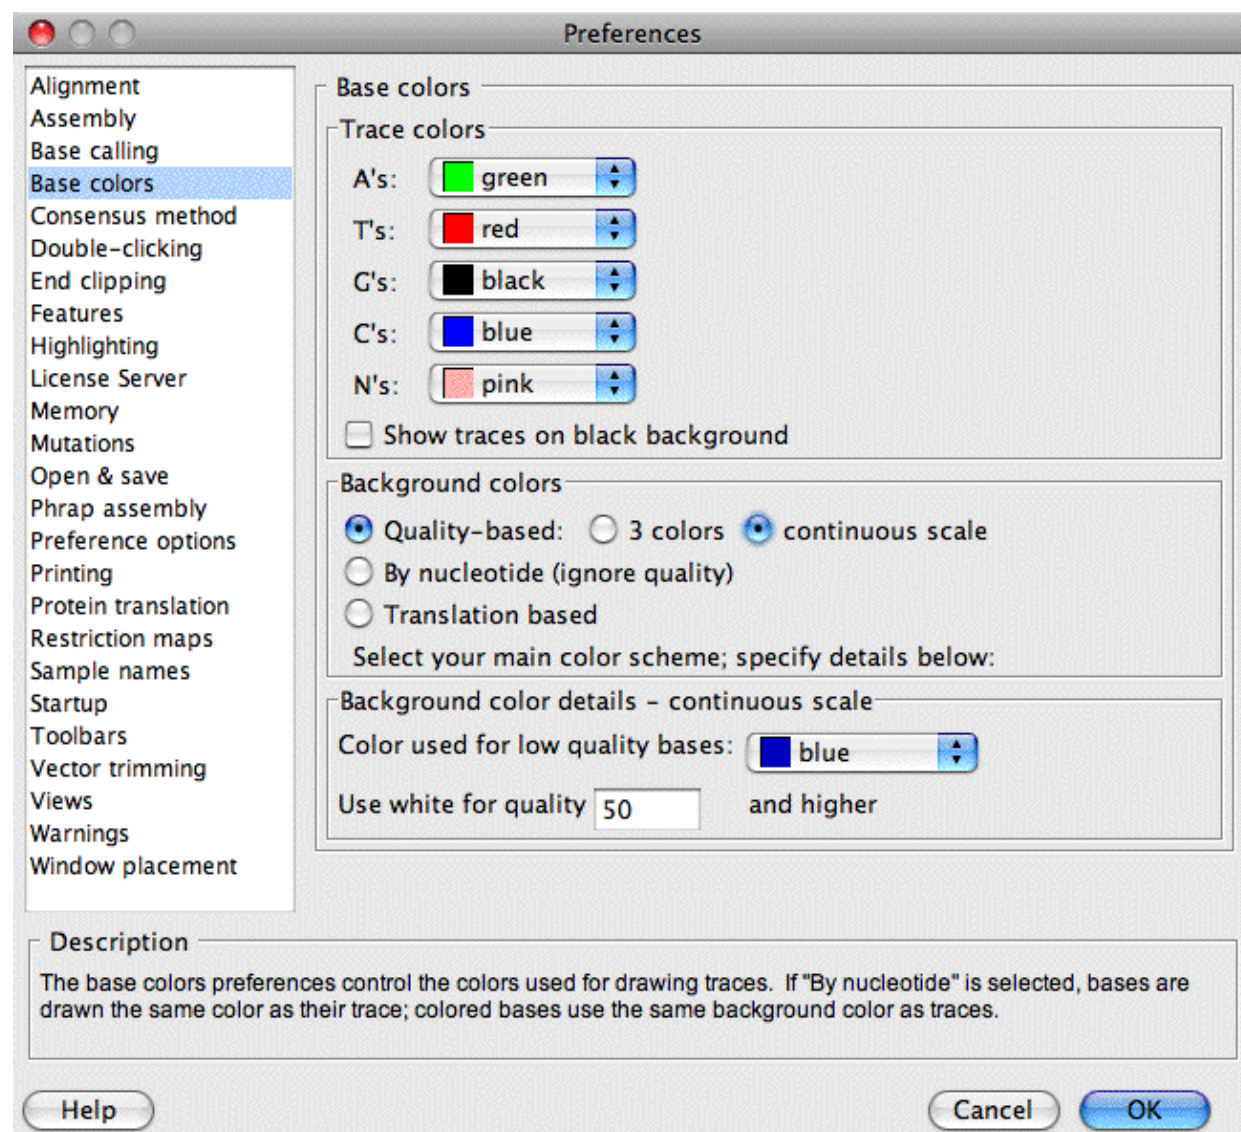 Preferences
Alignment
Assembly
Base calling
Base colors
Consensus method
Double-clicking
End clipping
Features
Highlighting
License Server
Memory
Mutations
Open & save
Phrap assembly
Preference options
Printing
Protein translation
Restriction maps
Sample names
Startup
Toolbars
Vector trimming
Views
Warnings
Window placement
Base colors
Trace colors
A's: green
T's: red
G's: black
C's: blue
N's: pink
Show traces on black background
Background colors
Quality-based: 3 colors continuous scale
By nucleotide (ignore quality)
Translation based
Select your main color scheme; specify details below:
Background color details - continuous scale
Color used for low quality bases: blue
Use white for quality 50 and higher
Description
The base colors preferences control the colors used for drawing traces. If "By nucleotide" is selected, bases are
drawn the same color as their trace; colored bases use the same background color as traces.
Help Cancel OK